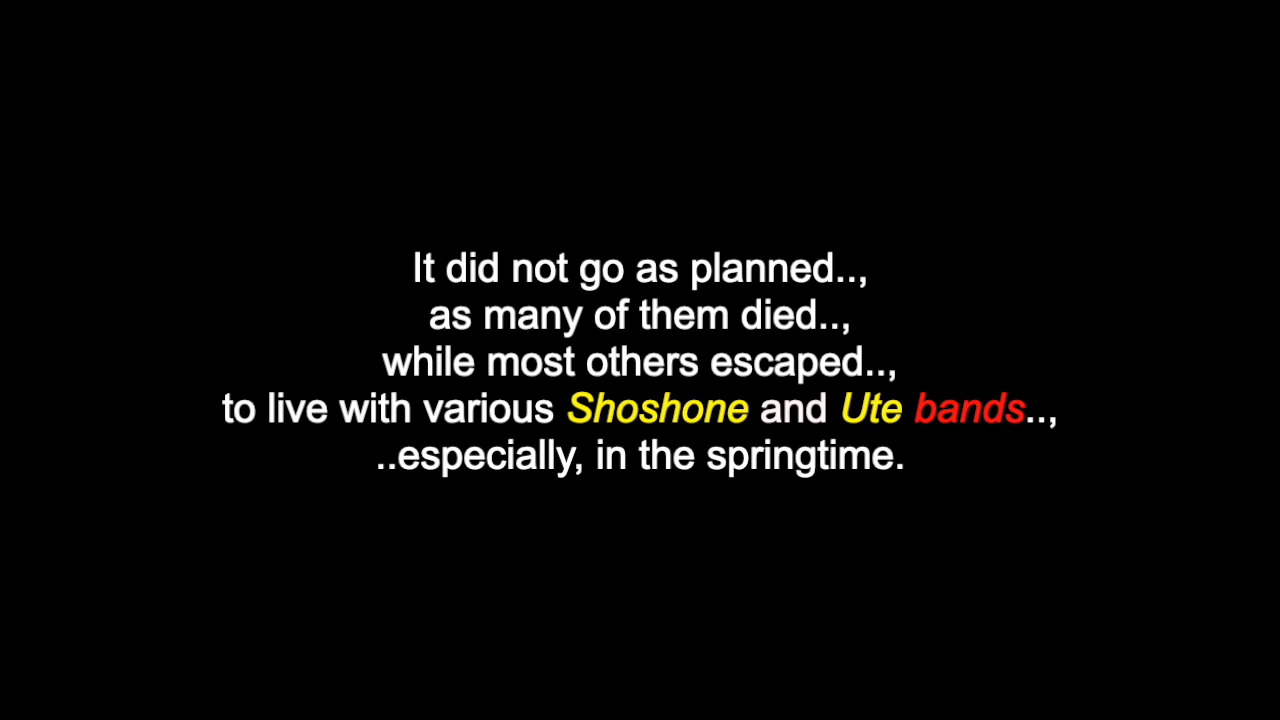 It did not go as planned..,
as many of them died..,
while most others escaped..,
to live with various Shoshone and Ute bands..,
..especially, in the springtime.